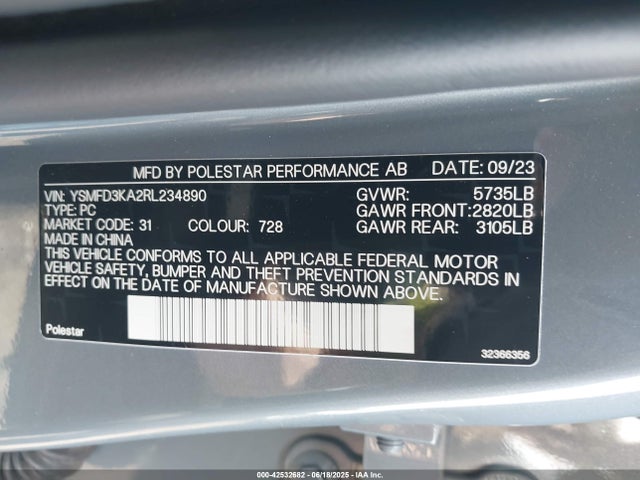 MFD BY POLESTAR PERFORMANCE AB DATE: 09/23
VIN: YSMFD3KA2RL234890 GVWR: 5735LB
TYPE: PC GAWR FRONT:2820LB
MARKET CODE: 31 COLOUR: 728 GAWR REAR: 3105LB
MADE IN CHINA
THIS VEHICLE CONFORMS TO ALL APPLICABLE FEDERAL MOTOR
VEHICLE SAFETY, BUMPER AND THEFT PREVENTION STANDARDS IN
EFFECT ON THE DATE OF MANUFACTURE SHOWN ABOVE.
Polestar 32366356
000-42532682 - 06/18/2025 - IAA Inc.